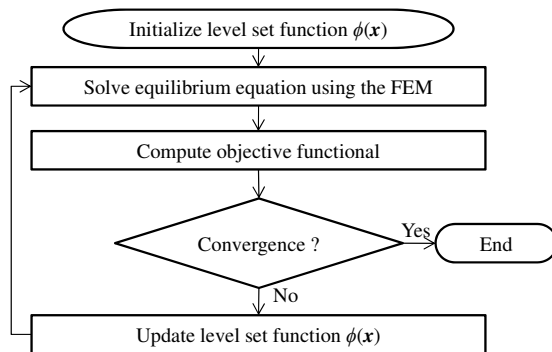 Initialize level set function ϕ(x)
Solve equilibrium equation using the FEM
Compute objective functional
Convergence ?
Yes
End
No
Update level set function ϕ(x)